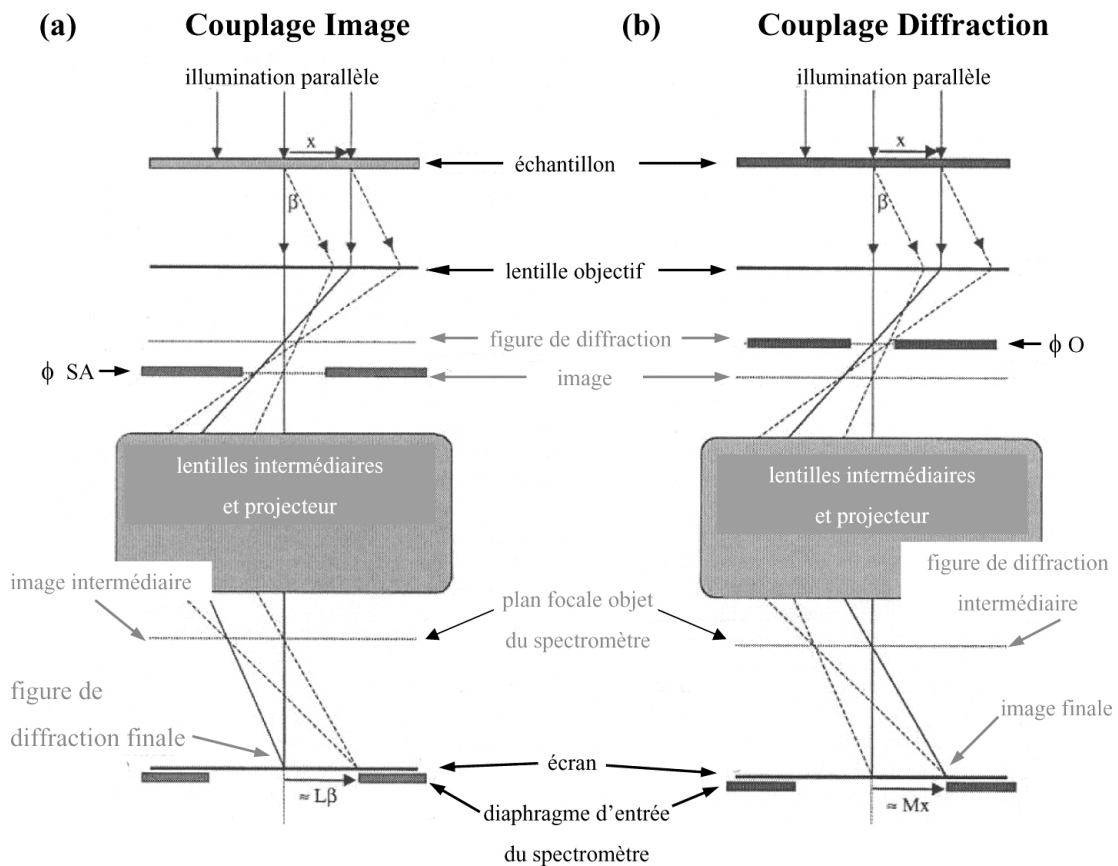 (a)
Couplage Image
(b)
Couplage Diffraction
illumination parallèle
illumination parallèle
x
x
échantillon
β
β
lentille objectif
figure de diffraction
ϕ O
ϕ SA
image
lentilles intermédiaires
et projecteur
lentilles intermédiaires
et projecteur
image intermédiaire
figure de diffraction
intermédiaire
plan focale objet
du spectromètre
figure de
diffraction finale
image finale
écran
≈ Lβ
≈ Mx
diaphragme d’entrée
du spectromètre